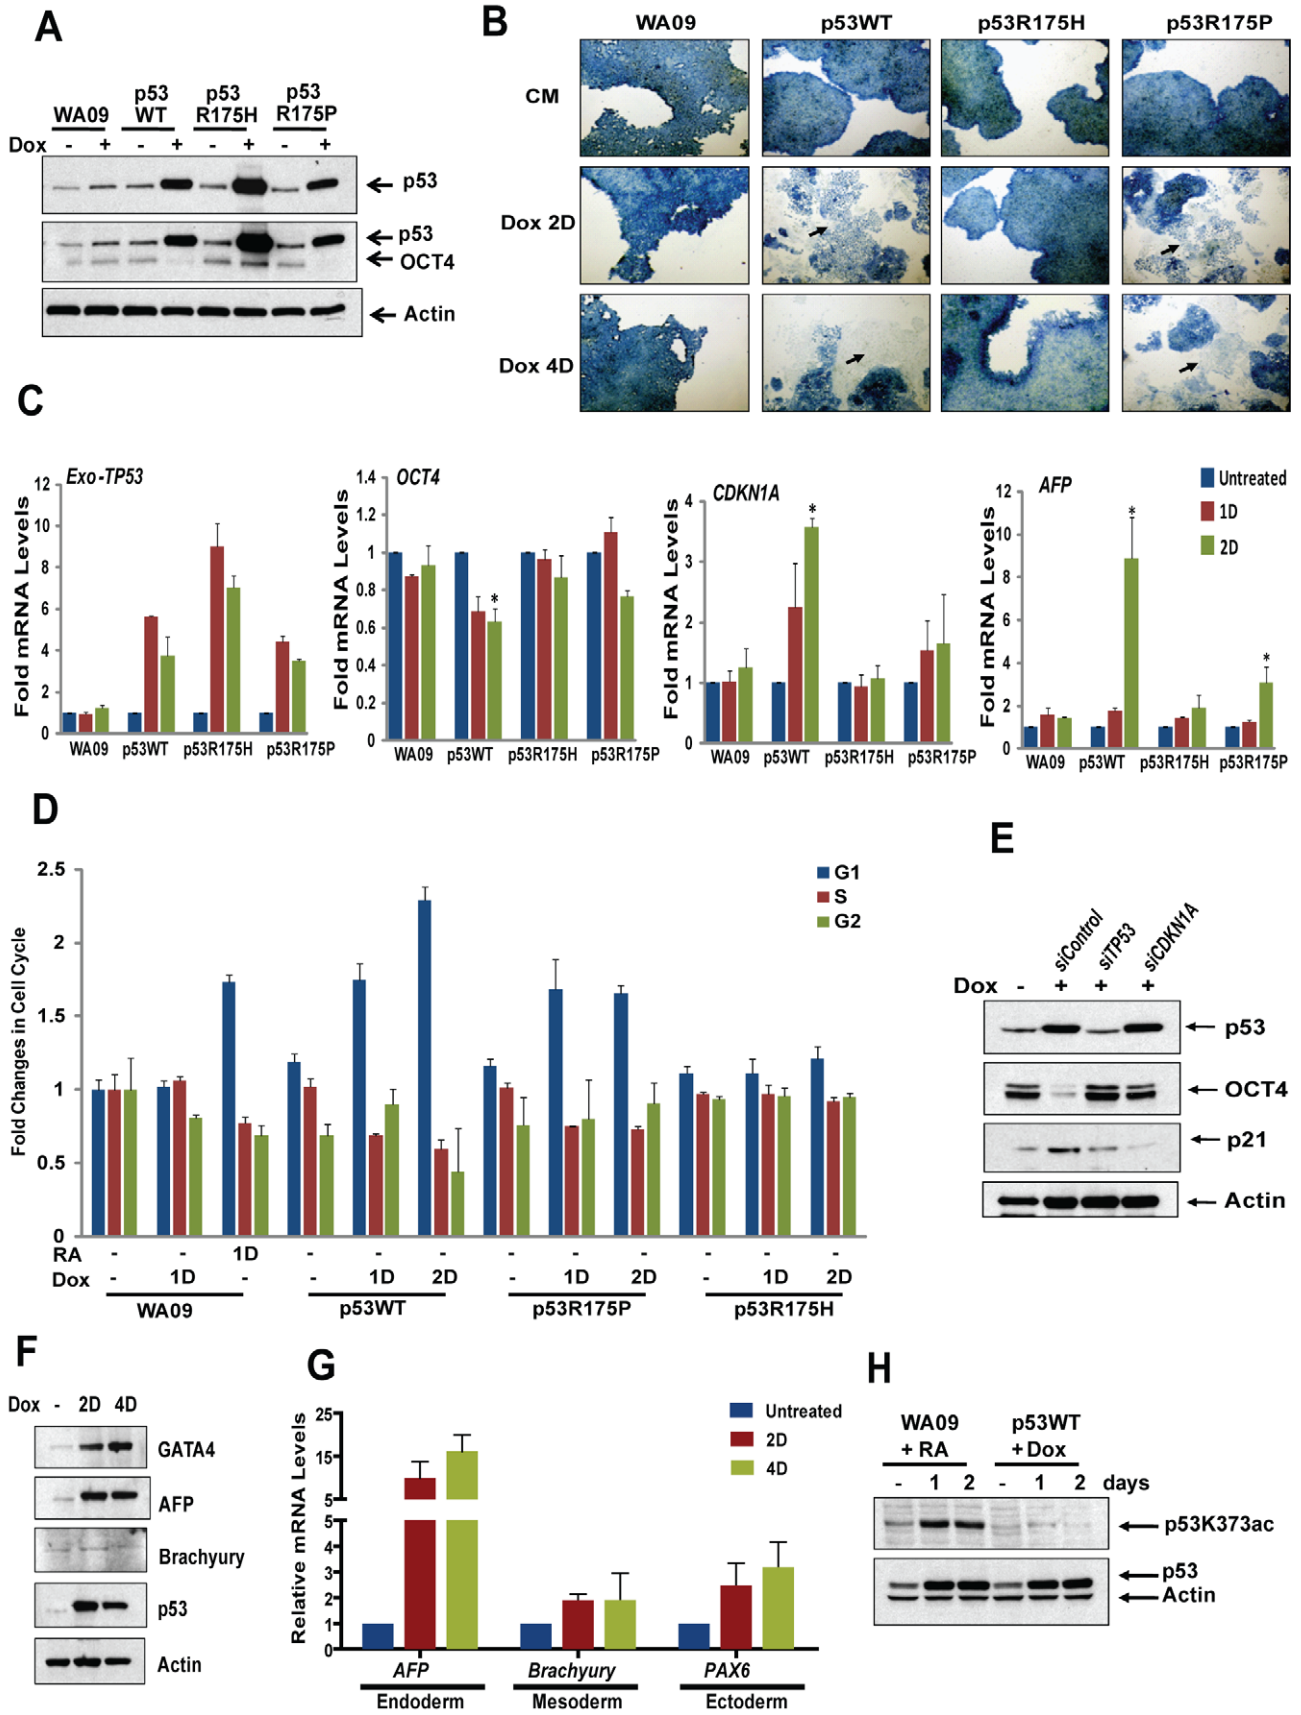 A
WA09
p53 WT
p53 R175H
p53 R175P
Dox - + - + - + - +
p53
p53
OCT4
Actin
B
WA09 p53WT p53R175H p53R175P
CM
Dox 2D
Dox 4D
C
Exo-TP53
Fold mRNA Levels
12
10
8
6
4
2
0
WA09 p53WT p53R175H p53R175P
OCT4
Fold mRNA Levels
1.4
1.2
1
0.8
0.6
0.4
0.2
0
*
WA09 p53WT p53R175H p53R175P
CDKN1A
Fold mRNA Levels
4
3
2
1
0
*
WA09 p53WT p53R175H p53R175P
AFP
Fold mRNA Levels
12
10
8
6
4
2
0
*
*
WA09 p53WT p53R175H p53R175P
Untreated
1D
2D
D
Fold Changes in Cell Cycle
2.5
2
1.5
1
0.5
0
G1
S
G2
RA - - 1D - - - - - - - - -
Dox - 1D - - 1D 2D - 1D 2D - 1D 2D
WA09 p53WT p53R175P p53R175H
E
siControl
siTP53
siCDKN1A
Dox - + + +
p53
OCT4
p21
Actin
F
Dox - 2D 4D
GATA4
AFP
Brachyury
p53
Actin
G
Relative mRNA Levels
25
15
5
5
4
3
2
1
0
Untreated
2D
4D
AFP Brachyury PAX6
Endoderm Mesoderm Ectoderm
H
WA09 + RA
p53WT + Dox
- 1 2 - 1 2 days
p53K373ac
p53
Actin